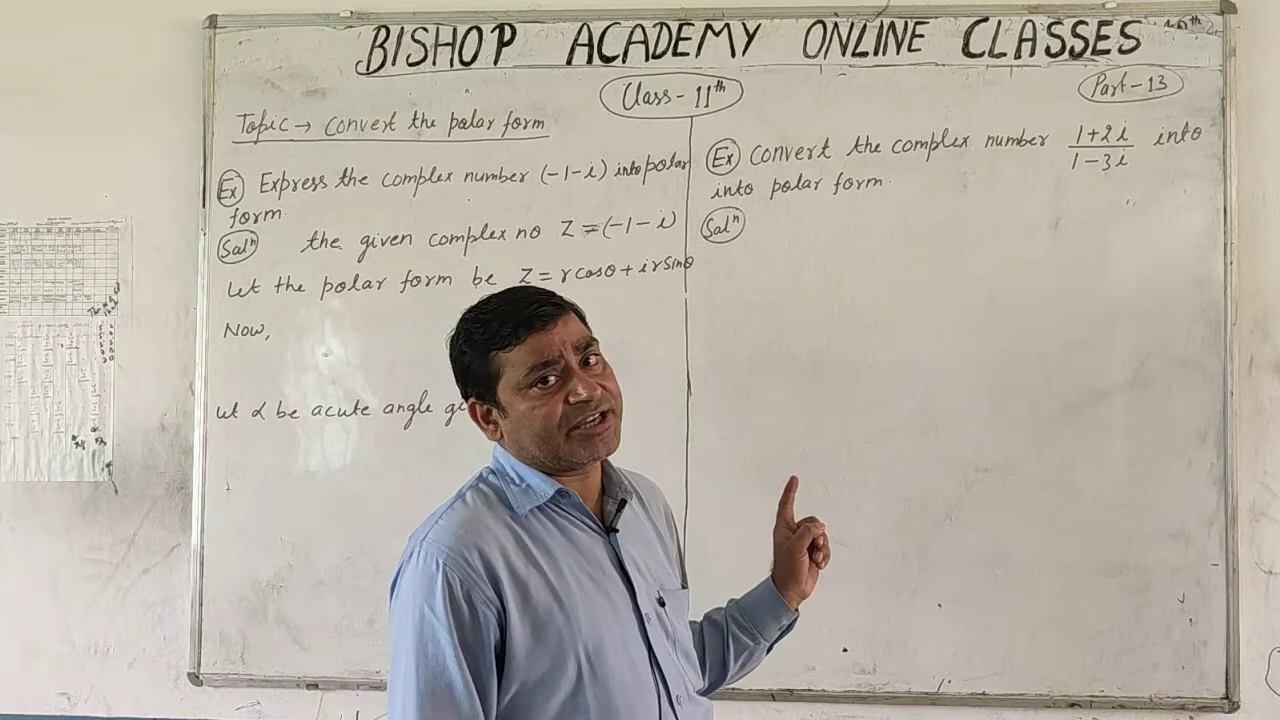 BISHOP ACADEMY ONLINE CLASSES
Class-11th
Part-13
Topic→ Convert the polar form
Ex Express the complex number (-1-i) into polar
form.
Solⁿ the given complex no Z=(-1-i)
Let the polar form be Z=rcosθ+irsinθ
Now,
Let α be acute angle
Ex Convert the complex number 1+2i/1-3i into
into polar form.
Solⁿ